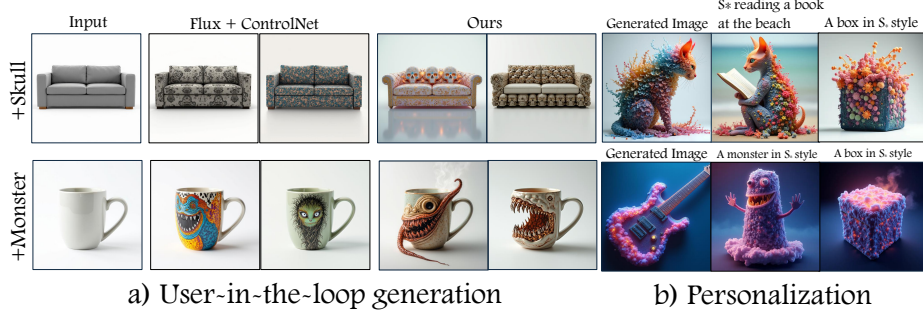 Input
Flux + ControlNet
Ours
+Skull
+Monster
a) User-in-the-loop generation
S* reading a book
at the beach
Generated Image
A box in S* style
Generated Image
A monster in S* style
A box in S* style
b) Personalization